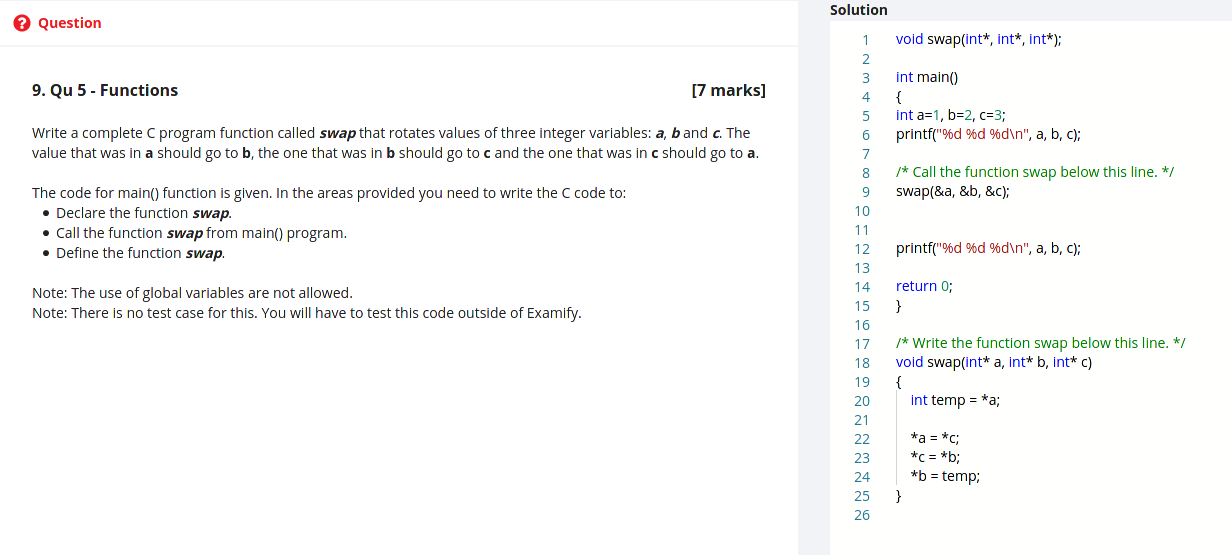 Question
9. Qu 5 - Functions [7 marks]
Write a complete C program function called swap that rotates values of three integer variables: a, b and c. The
value that was in a should go to b, the one that was in b should go to c and the one that was in c should go to a.
The code for main() function is given. In the areas provided you need to write the C code to:
• Declare the function swap.
• Call the function swap from main() program.
• Define the function swap.
Note: The use of global variables are not allowed.
Note: There is no test case for this. You will have to test this code outside of Examify.
Solution
1 void swap(int*, int*, int*);
2
3 int main()
4 {
5 int a=1, b=2, c=3;
6 printf("%d %d %d\n", a, b, c);
7
8 /* Call the function swap below this line. */
9 swap(&a, &b, &c);
10
11
12 printf("%d %d %d\n", a, b, c);
13
14 return 0;
15 }
16
17 /* Write the function swap below this line. */
18 void swap(int* a, int* b, int* c)
19 {
20 int temp = *a;
21
22 *a = *c;
23 *c = *b;
24 *b = temp;
25 }
26